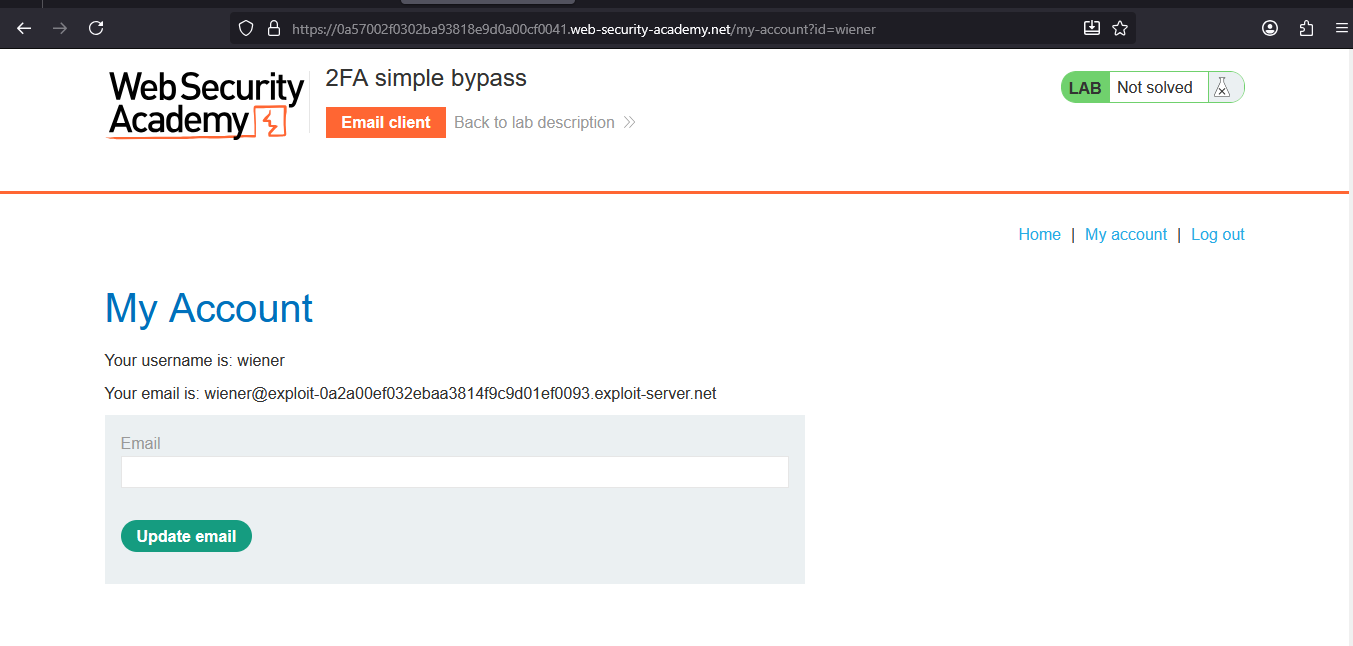 https://0a57002f0302ba93818e9d0a00cf0041.web-security-academy.net/my-account?id=wiener
Web Security
Academy
2FA simple bypass
Email client
Back to lab description
LAB Not solved
Home | My account | Log out
My Account
Your username is: wiener
Your email is: wiener@exploit-0a2a00ef032ebaa3814f9c9d01ef0093.exploit-server.net
Email
Update email